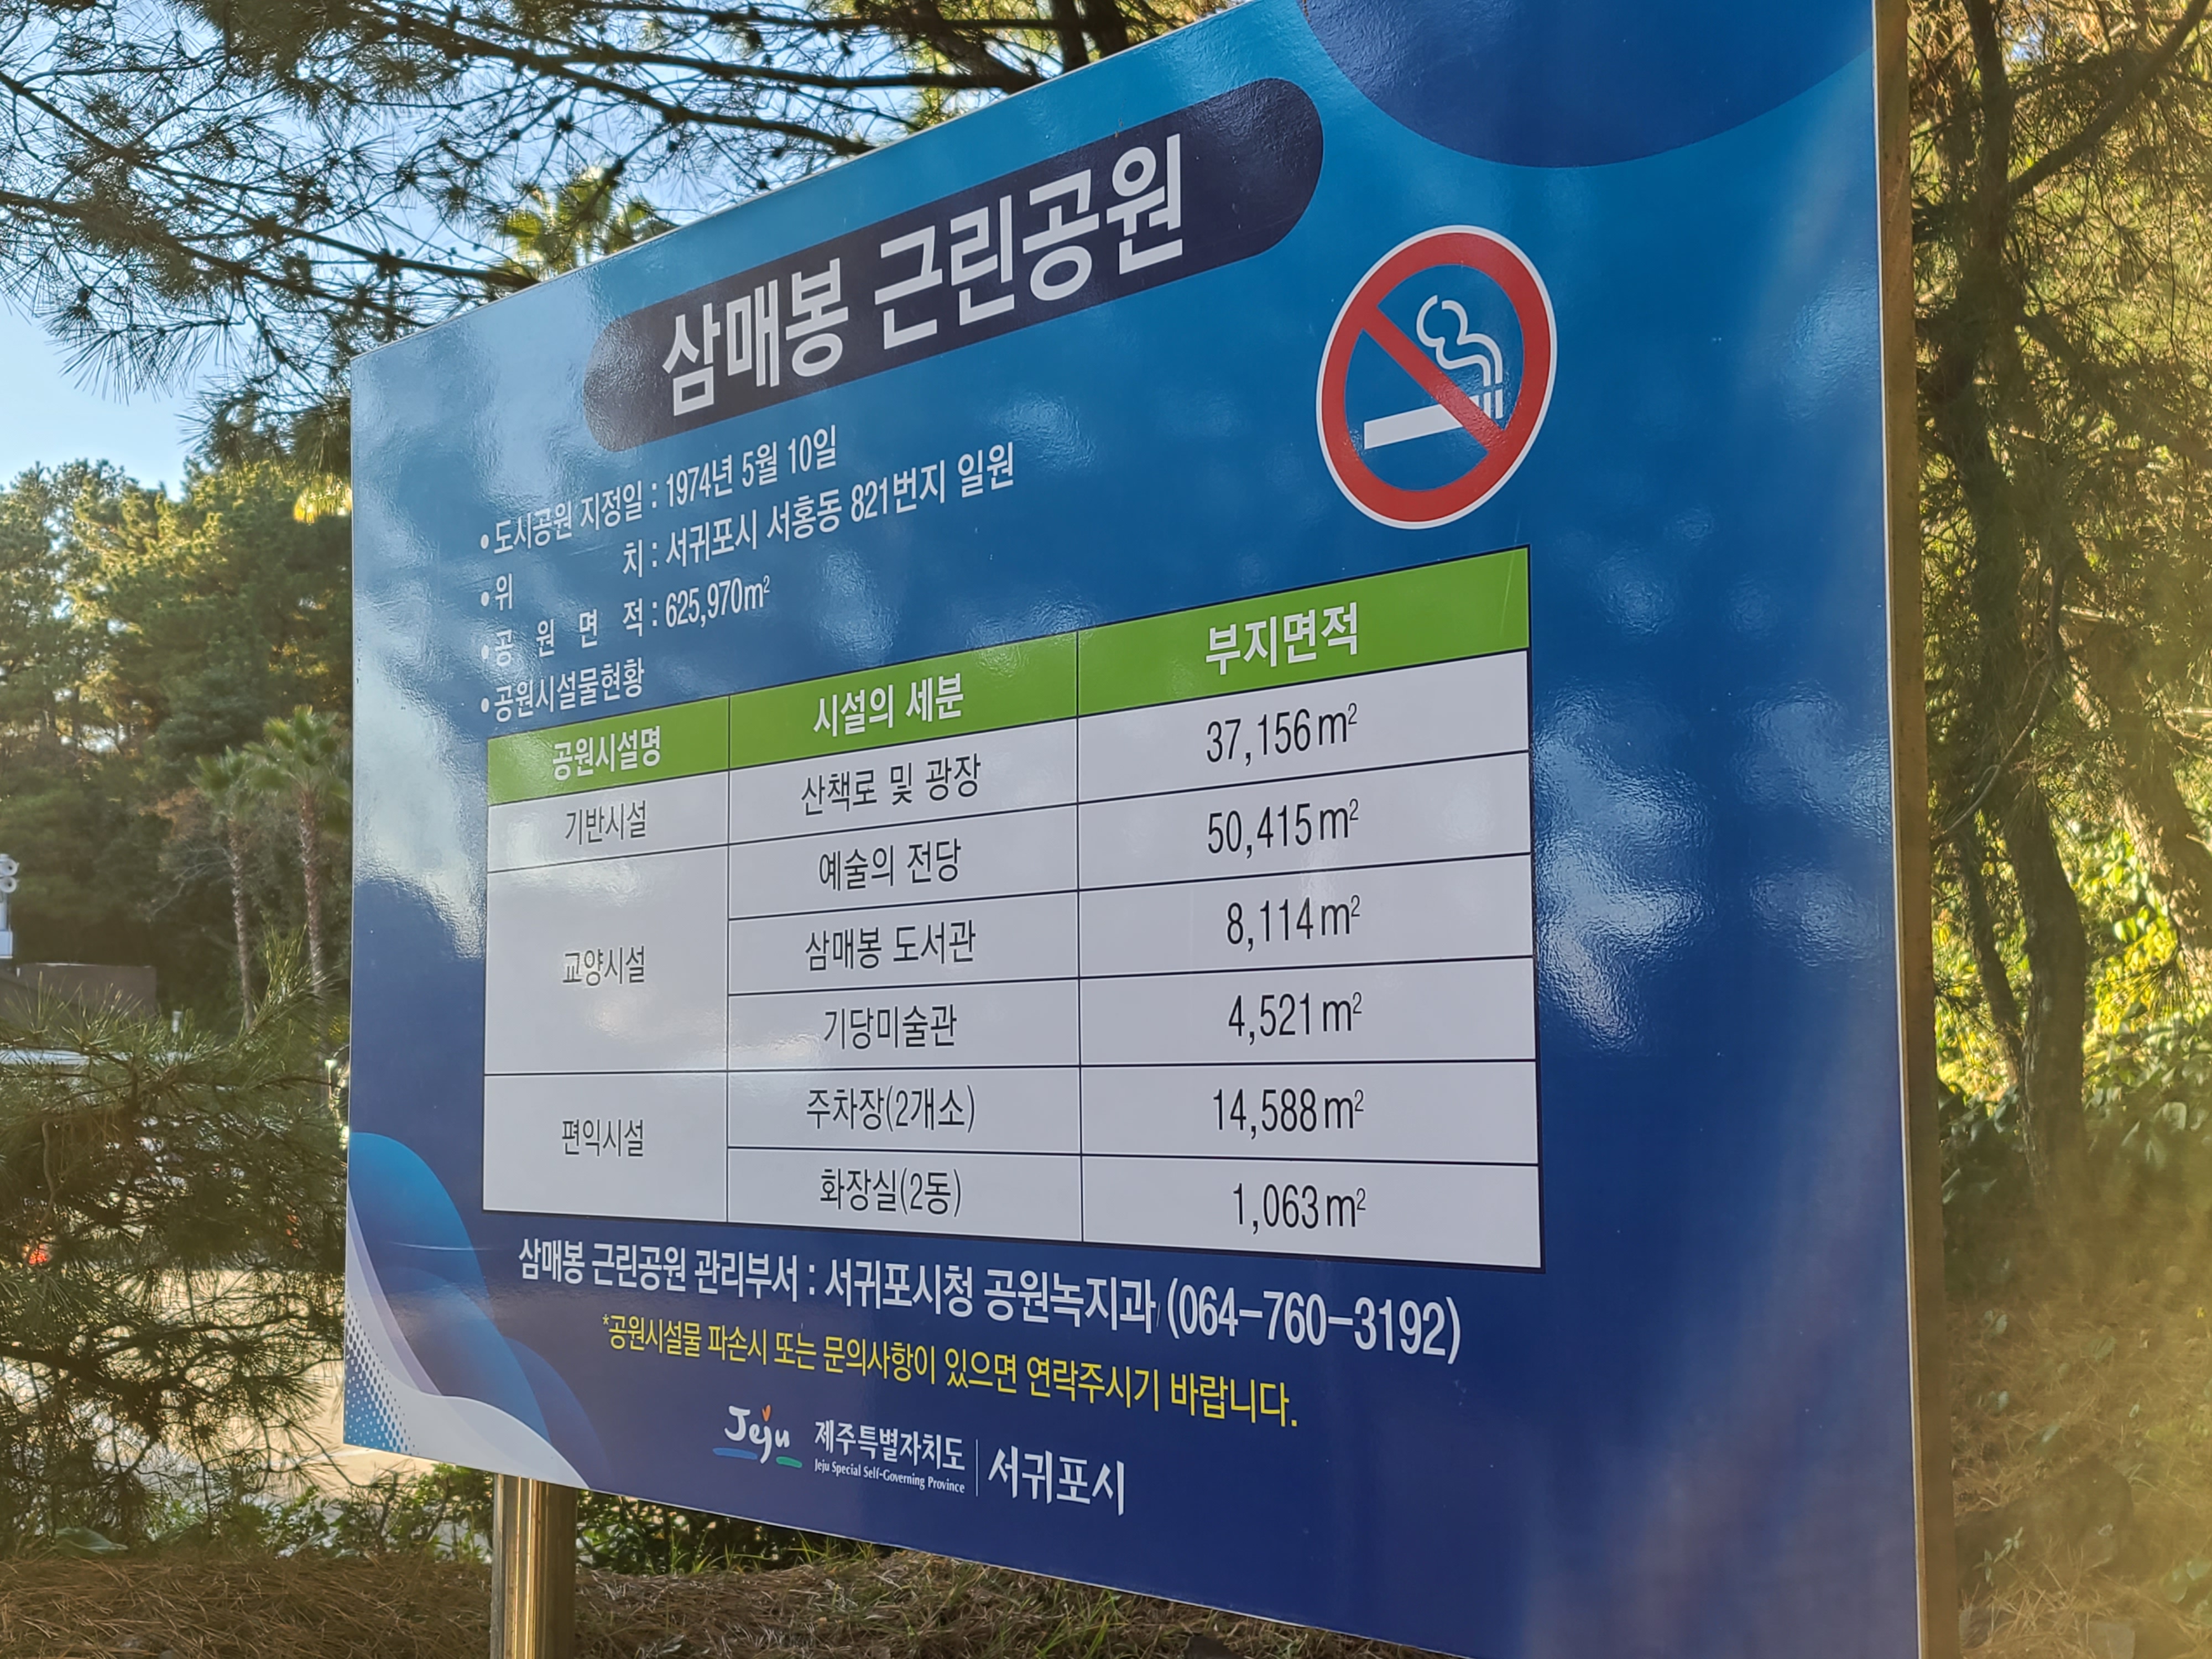 삼매봉 근린공원
• 도시공원 지정일 : 1974년 5월 10일
• 위 치 : 서귀포시 서홍동 821번지 일원
• 공 원 면 적 : 625,970m²
• 공원시설물현황
공원시설명 시설의 세분 부지면적
기반시설 산책로 및 광장 37,156m²
교양시설 예술의 전당 50,415m²
삼매봉 도서관 8,114m²
기당미술관 4,521m²
편익시설 주차장(2개소) 14,588m²
화장실(2동) 1,063m²
삼매봉 근린공원 관리부서 : 서귀포시청 공원녹지과 (064-760-3192)
*공원시설물 파손시 또는 문의사항이 있으면 연락주시기 바랍니다.
Jeju 제주특별자치도 서귀포시
Jeju Special Self-Governing Province